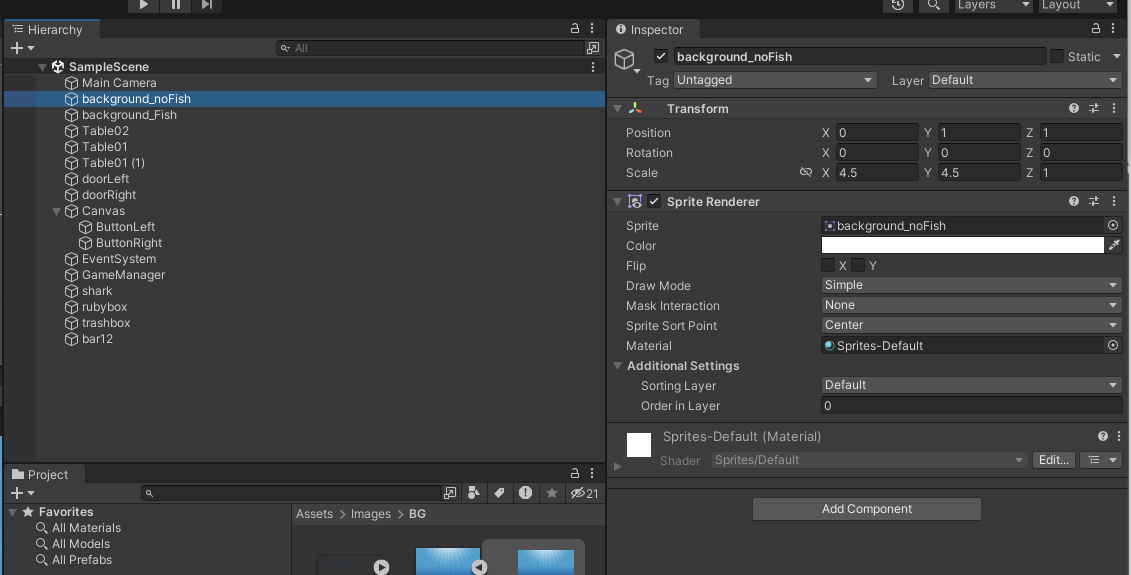 Layers
Layout
Hierarchy
All
SampleScene
Main Camera
background_noFish
background_Fish
Table02
Table01
Table01 (1)
doorLeft
doorRight
Canvas
ButtonLeft
ButtonRight
EventSystem
GameManager
shark
rubybox
trashbox
bar12
Project
21
Favorites
All Materials
All Models
All Prefabs
Assets > Images > BG
Inspector
background_noFish
Static
Tag Untagged Layer Default
Transform
Position X 0 Y 1 Z 1
Rotation X 0 Y 0 Z 0
Scale X 4.5 Y 4.5 Z 1
Sprite Renderer
Sprite background_noFish
Color
Flip X Y
Draw Mode Simple
Mask Interaction None
Sprite Sort Point Center
Material Sprites-Default
Additional Settings
Sorting Layer Default
Order in Layer 0
Sprites-Default (Material)
Shader Sprites/Default Edit...
Add Component